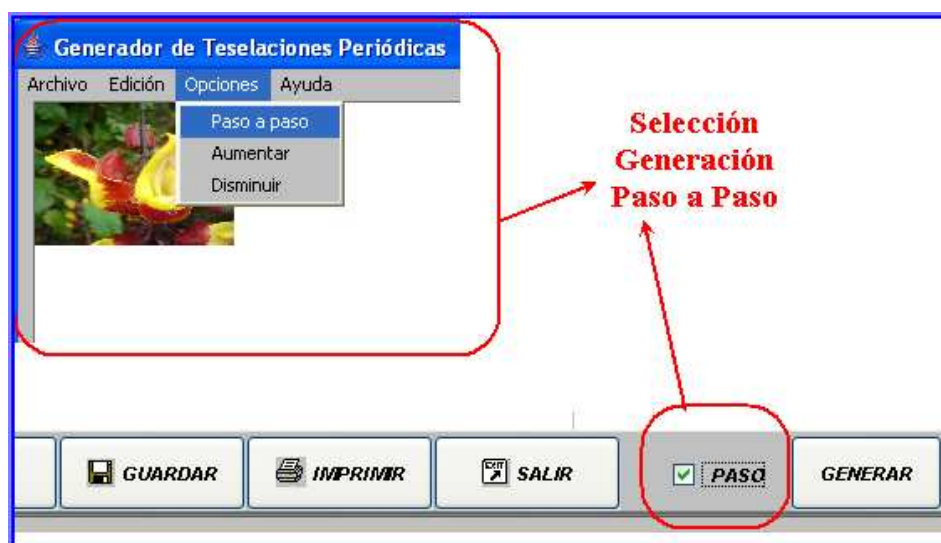 Generador de Teselaciones Periódicas
Archivo Edición Opciones Ayuda
Paso a paso
Aumentar
Disminuir
Selección
Generación
Paso a Paso
GUARDAR IMPRIMIR EXIT SALIR PASO GENERAR